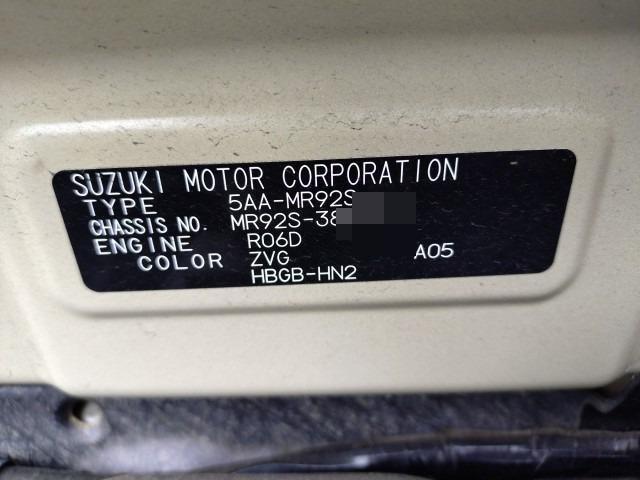 SUZUKI MOTOR CORPORATION
TYPE 5AA-MR92S
CHASSIS NO. MR92S-38
ENGINE R06D
COLOR ZVG A05
HBGB-HN2